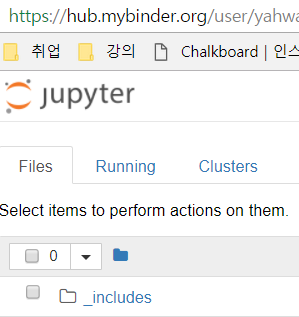 https://hub.mybinder.org/user/yahwa
취업 강의 Chalkboard | 인스
jupyter
Files Running Clusters
Select items to perform actions on them.
0
_includes